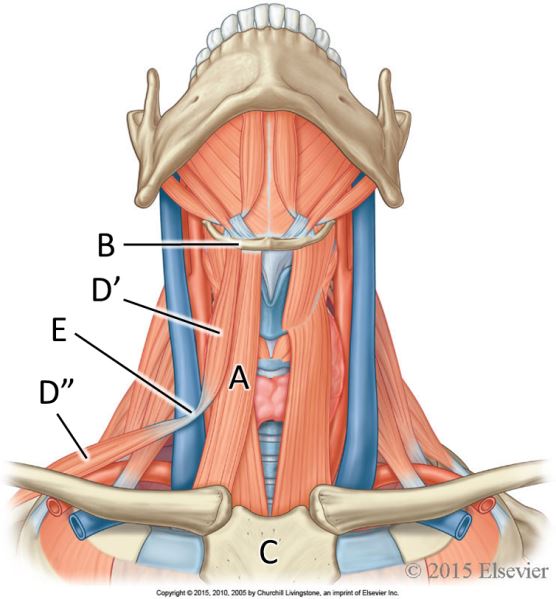 B
D’
E
A
D”
C
© 2015 Elsevier
Copyright © 2015, 2010, 2005 by Churchill Livingstone, an imprint of Elsevier Inc.